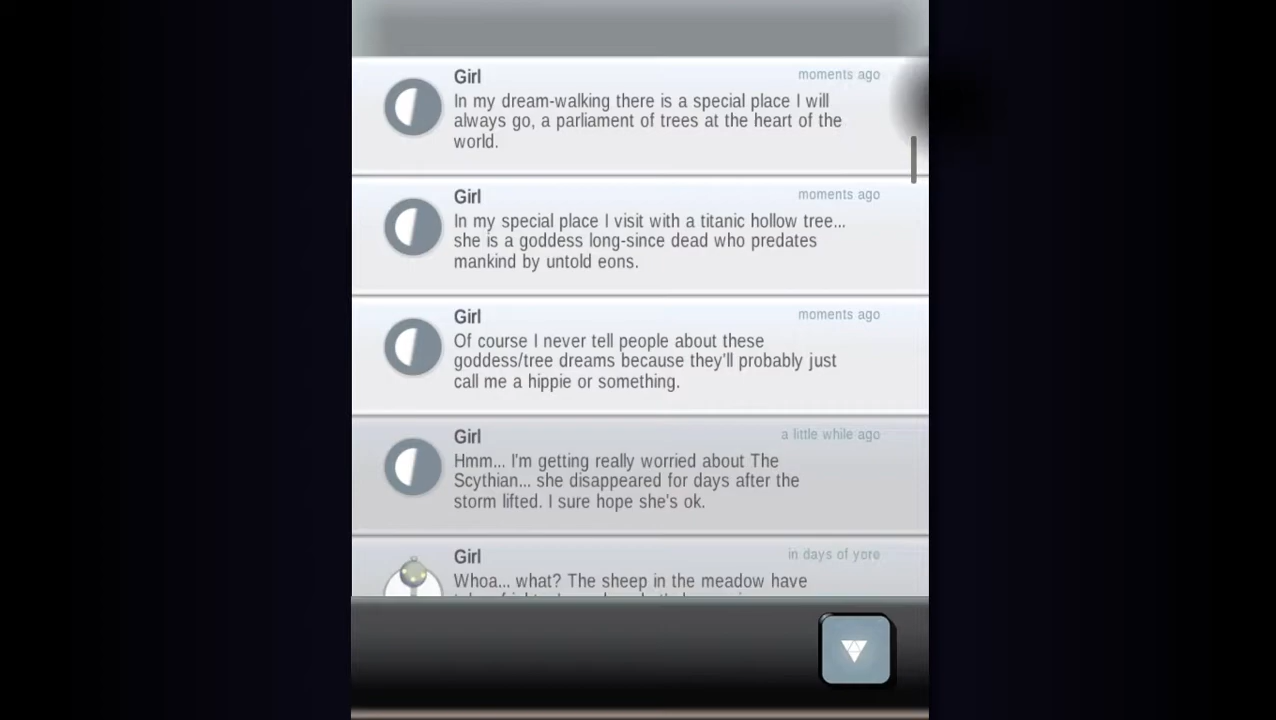 Girl
moments ago
In my dream-walking there is a special place I will
always go, a parliament of trees at the heart of the
world.
Girl
moments ago
In my special place I visit with a titanic hollow tree...
she is a goddess long-since dead who predates
mankind by untold eons.
Girl
moments ago
Of course I never tell people about these
goddess/tree dreams because they'll probably just
call me a hippie or something.
Girl
a little while ago
Hmm... I'm getting really worried about The
Scythian... she disappeared for days after the
storm lifted. I sure hope she's ok.
Girl
in days of yore
Whoa... what? The sheep in the meadow have